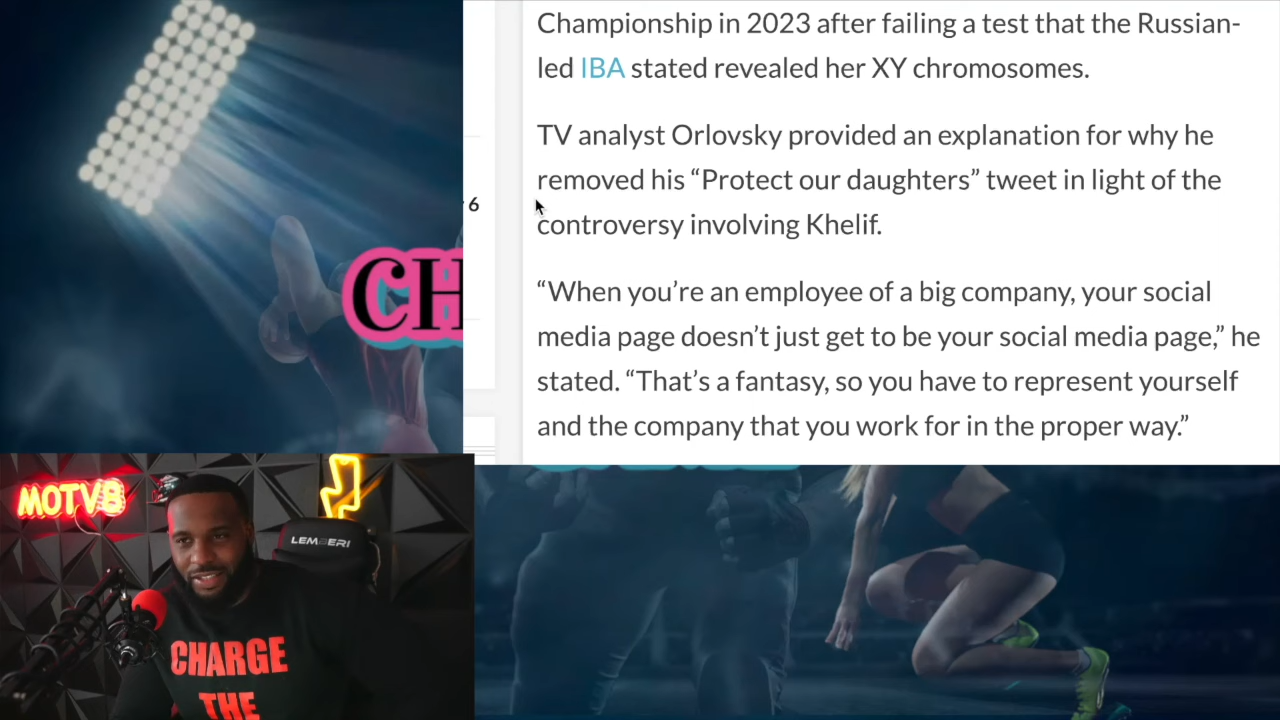 Championship in 2023 after failing a test that the Russian-
led IBA stated revealed her XY chromosomes.
TV analyst Orlovsky provided an explanation for why he
removed his “Protect our daughters” tweet in light of the
controversy involving Khelif.
“When you’re an employee of a big company, your social
media page doesn’t just get to be your social media page,” he
stated. “That’s a fantasy, so you have to represent yourself
and the company that you work for in the proper way.”
6
CH
MOTV8
LEMBERI
CHARGE
THE